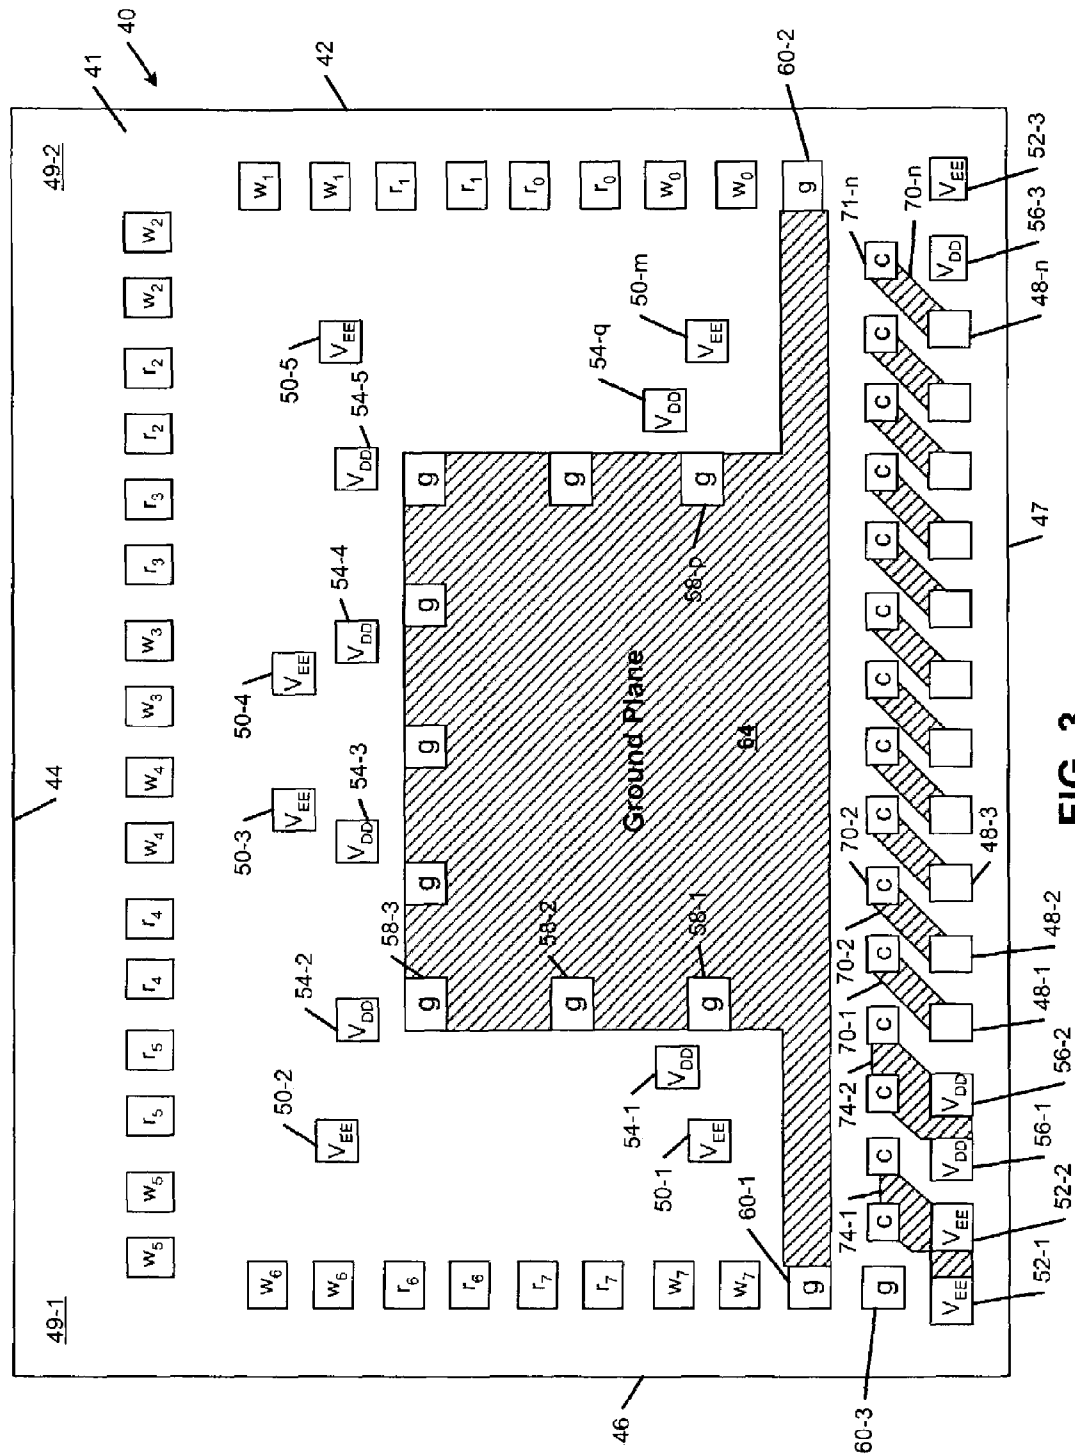 44
49-1 49-2 41 40
w5 w5 r5 r5 r4 r4 w4 w4 w3 w3 r3 r3 r2 r2 w2 w2
50-3 50-4 42
w6 VEE VEE w1
50-2 54-2 54-3 54-4 50-5
w6 VEE VDD VDD VDD VDD VEE w1
54-5
58-3
r6 g g g g g r1
r6 r1
r7 58-2 g g r0
54-q
r7 r0
Ground Plane
46 54-1 w7 VDD VDD w0
50-1 58-1 58-p 50-m
w7 VEE g g VEE w0
60-1 64 60-2
g g
74-1 74-2 70-1 70-2 70-2 71-n
60-3 g c c c c c c c c c c c c c c c c
70-n
VEE VEE VDD VDD VDD VEE
52-1 52-2 56-1 56-2 48-1 48-2 48-3 47 48-n 56-3 52-3
FIG. 3